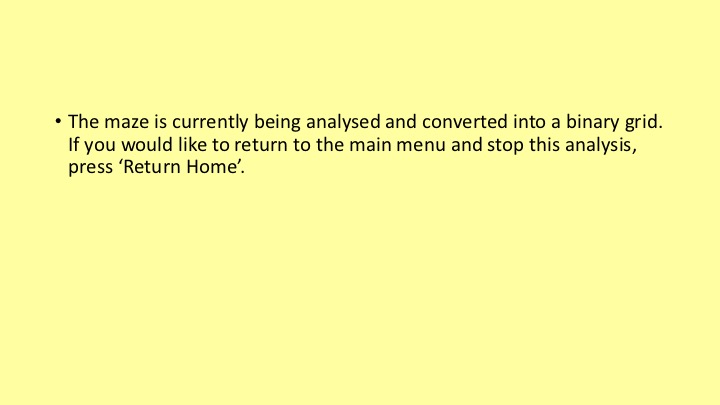 • The maze is currently being analysed and converted into a binary grid.
If you would like to return to the main menu and stop this analysis,
press ‘Return Home’.